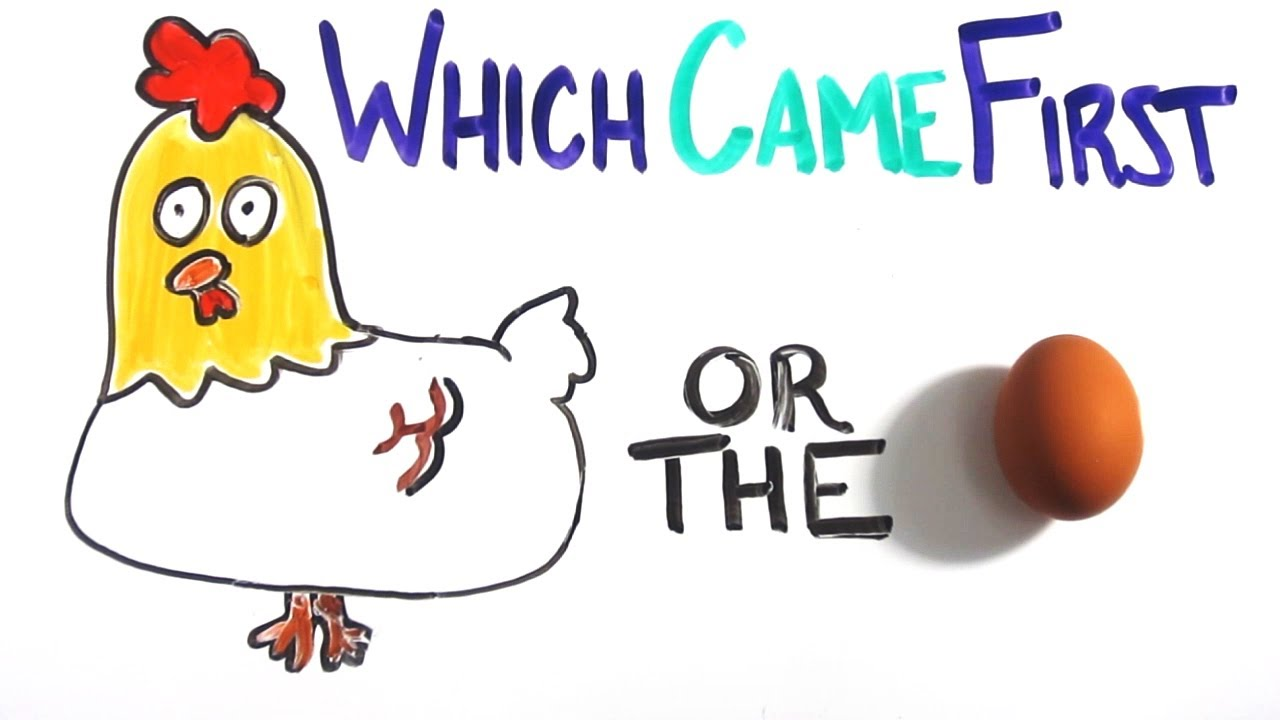 WHICH CAME FIRST
OR
THE